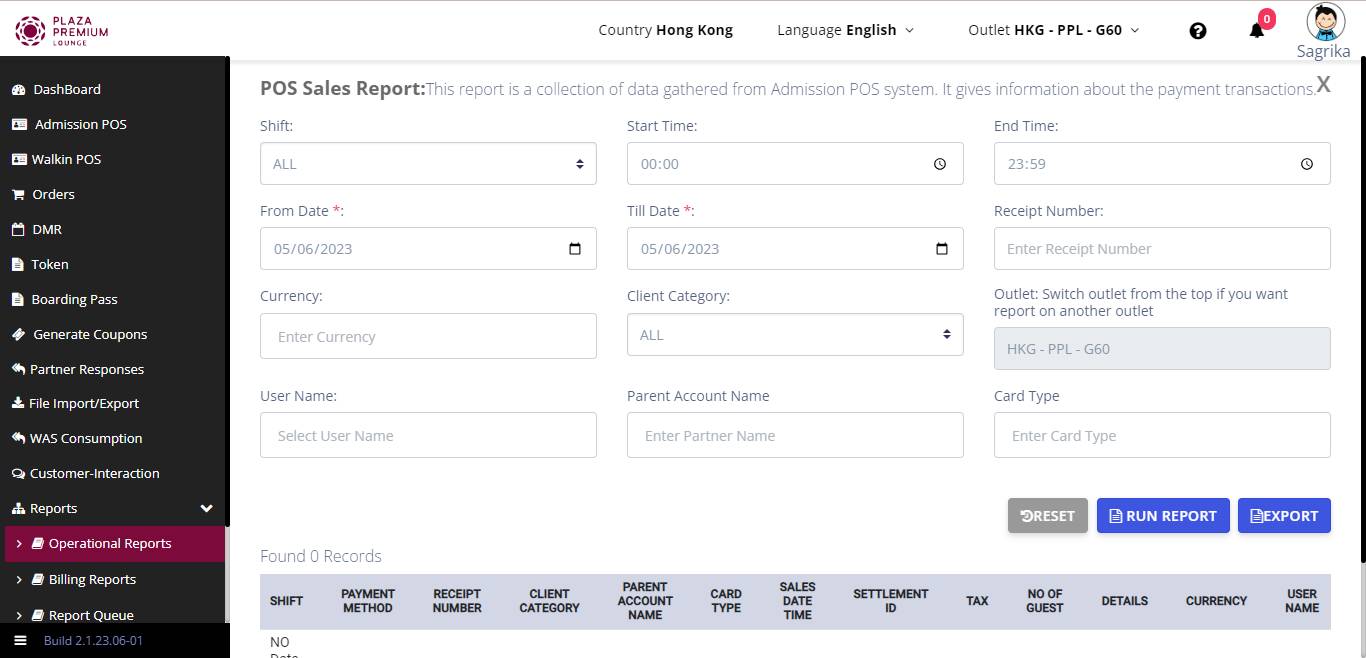 PLAZA
PREMIUM
LOUNGE
Country Hong Kong
Language English
Outlet HKG - PPL - G60
0
Sagrika
DashBoard
Admission POS
Walkin POS
Orders
DMR
Token
Boarding Pass
Generate Coupons
Partner Responses
File Import/Export
WAS Consumption
Customer-Interaction
Reports
Operational Reports
Billing Reports
Report Queue
Build 2.1.23.06-01
POS Sales Report:This report is a collection of data gathered from Admission POS system. It gives information about the payment transactions.
X
Shift:
ALL
Start Time:
00:00
End Time:
23:59
From Date *:
05/06/2023
Till Date *:
05/06/2023
Receipt Number:
Enter Receipt Number
Currency:
Enter Currency
Client Category:
ALL
Outlet: Switch outlet from the top if you want
report on another outlet
HKG - PPL - G60
User Name:
Select User Name
Parent Account Name
Enter Partner Name
Card Type
Enter Card Type
RESET
RUN REPORT
EXPORT
Found 0 Records
SHIFT
PAYMENT
METHOD
RECEIPT
NUMBER
CLIENT
CATEGORY
PARENT
ACCOUNT
NAME
CARD
TYPE
SALES
DATE
TIME
SETTLEMENT
ID
TAX
NO OF
GUEST
DETAILS
CURRENCY
USER
NAME
NO
Data